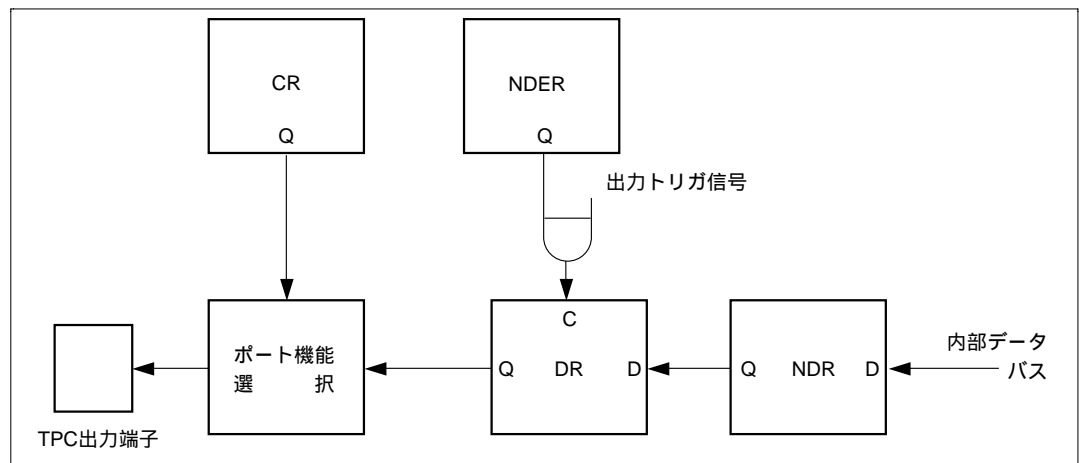 CR
Q
NDER
Q
出力トリガ信号
C
Q DR D
Q NDR D
内部データ
バス
ポート機能
選 択
TPC出力端子